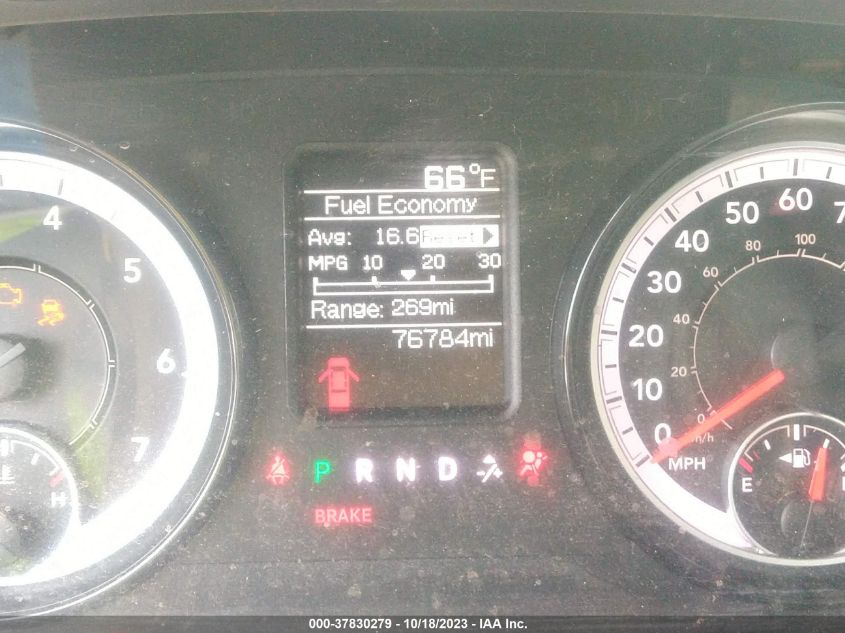 66°F
Fuel Economy
Avg: 16.6 Reset
MPG 10 20 30
Range: 269mi
76784mi
4
5
6
7
H
P R N D
BRAKE
0 10 20 30 40 50 60
0 20 40 60 80 100
km/h
MPH
E
000-37830279 - 10/18/2023 - IAA Inc.